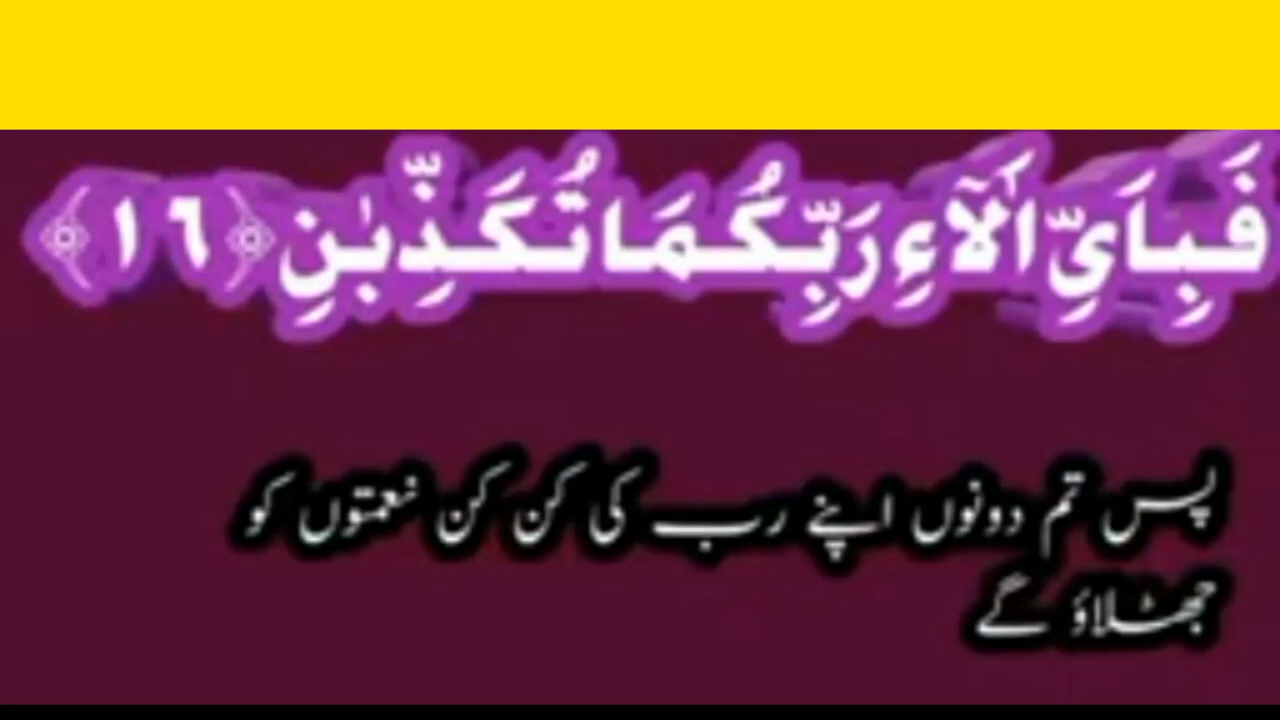 فَبِاَيِّ اٰلَآءِ رَبِّكُمَا تُكَذِّبٰنِ ﴿١٦﴾
پس تم دونوں اپنے رب کی کن کن نعمتوں کو
جھٹلاؤ گے